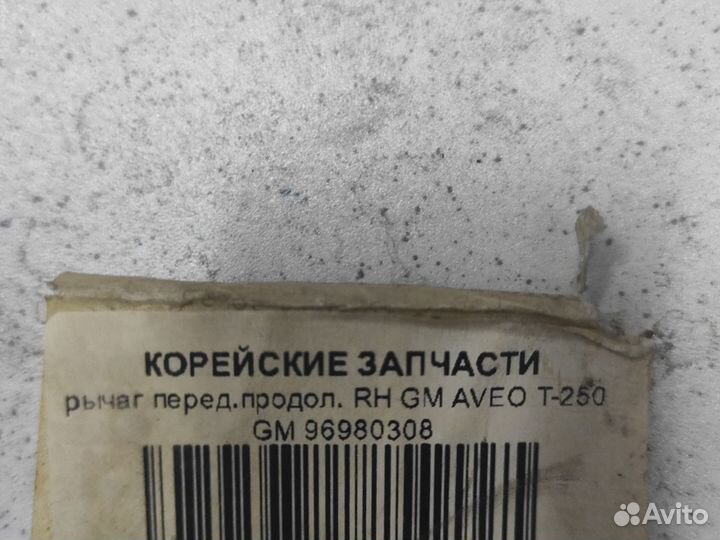 КОРЕЙСКИЕ ЗАПЧАСТИ
рычаг перед.продол. RH GM AVEO T-250
GM 96980308
Avito